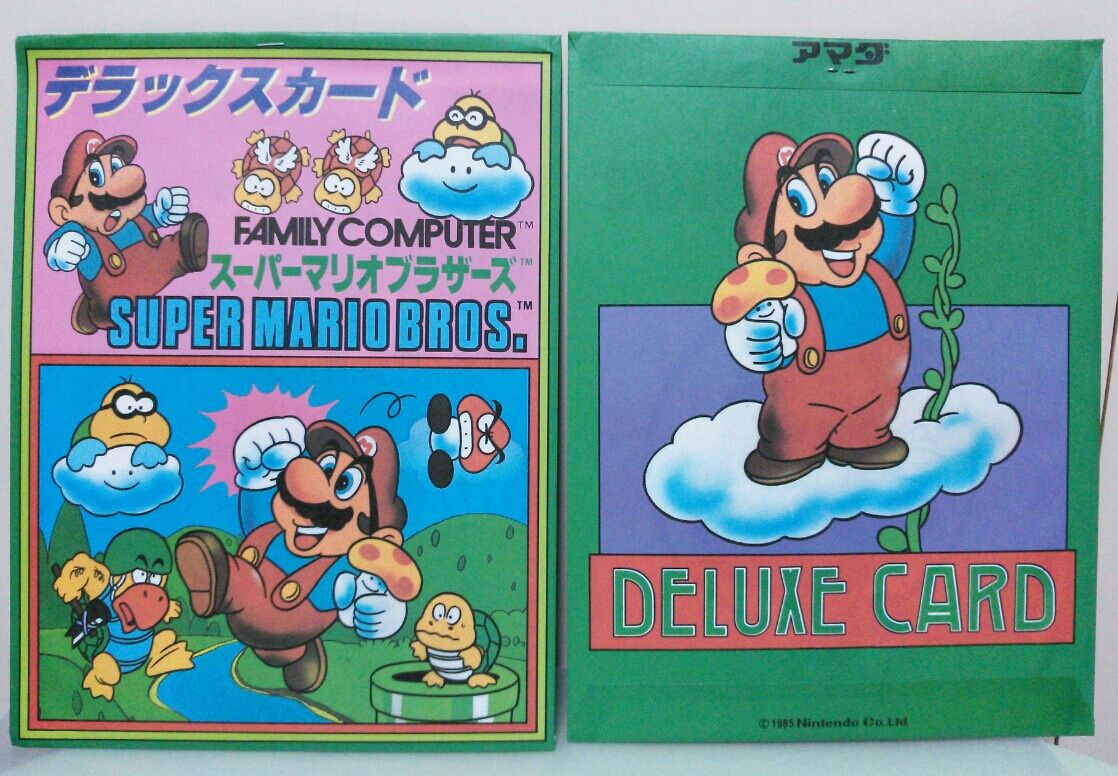 デラックスカード
FAMILY COMPUTER™
スーパーマリオブラザーズ™
SUPER MARIO BROS.™
M
アマダ
M
DELUXE CARD
©1985 Nintendo Co.Ltd